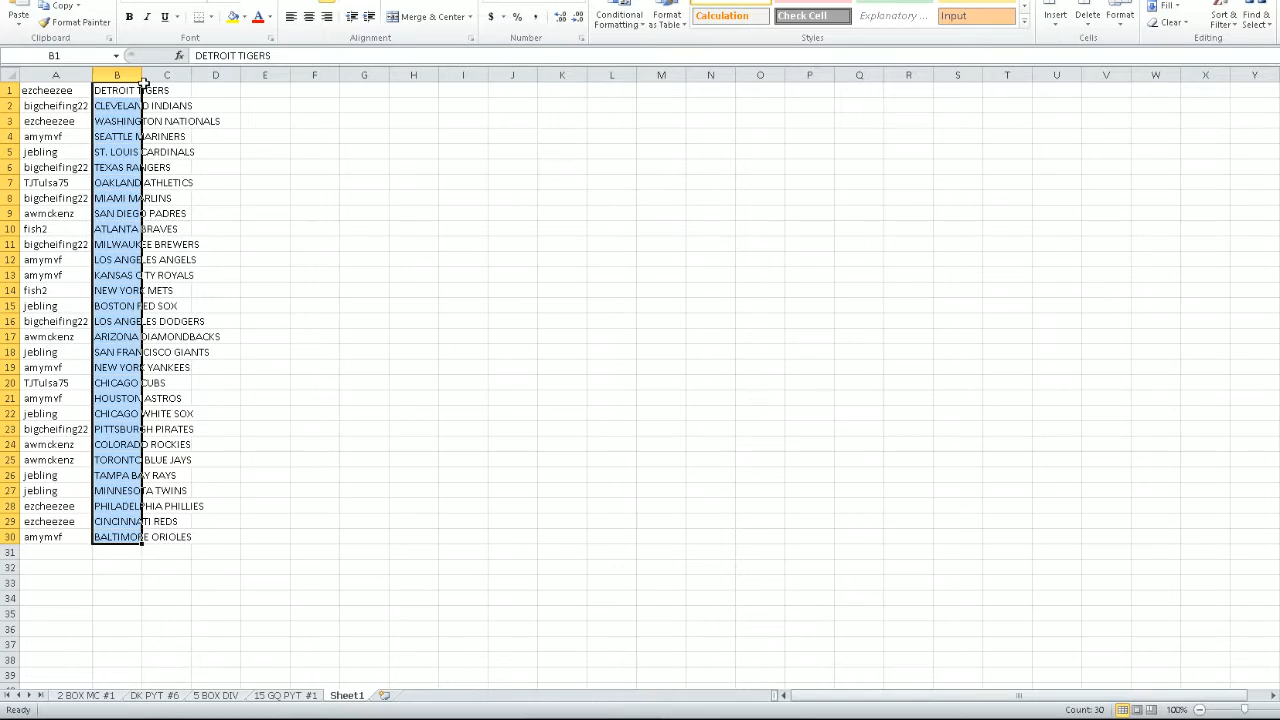 Paste Copy Format Painter B I U $ % , Merge & Center Conditional Format Calculation Check Cell Explanatory ... Input Insert Delete Format Fill Sort & Find &
Formatting as Table Clear Filter Select
Clipboard Font Alignment Number Styles Cells Editing
B1 fx DETROIT TIGERS
A B C D E F G H I J K L M N O P Q R S T U V W X Y
1 ezcheezee DETROIT TIGERS
2 bigcheifing22 CLEVELAND INDIANS
3 ezcheezee WASHINGTON NATIONALS
4 amymvf SEATTLE MARINERS
5 jebling ST. LOUIS CARDINALS
6 bigcheifing22 TEXAS RANGERS
7 TJTulsa75 OAKLAND ATHLETICS
8 bigcheifing22 MIAMI MARLINS
9 awmckenz SAN DIEGO PADRES
10 fish2 ATLANTA BRAVES
11 bigcheifing22 MILWAUKEE BREWERS
12 amymvf LOS ANGELES ANGELS
13 amymvf KANSAS CITY ROYALS
14 fish2 NEW YORK METS
15 jebling BOSTON RED SOX
16 bigcheifing22 LOS ANGELES DODGERS
17 awmckenz ARIZONA DIAMONDBACKS
18 jebling SAN FRANCISCO GIANTS
19 amymvf NEW YORK YANKEES
20 TJTulsa75 CHICAGO CUBS
21 amymvf HOUSTON ASTROS
22 jebling CHICAGO WHITE SOX
23 bigcheifing22 PITTSBURGH PIRATES
24 awmckenz COLORADO ROCKIES
25 awmckenz TORONTO BLUE JAYS
26 jebling TAMPA BAY RAYS
27 jebling MINNESOTA TWINS
28 ezcheezee PHILADELPHIA PHILLIES
29 ezcheezee CINCINNATI REDS
30 amymvf BALTIMORE ORIOLES
31
32
33
34
35
36
37
38
39
2 BOX MC #1 DK PYT #6 5 BOX DIV 15 GQ PYT #1 Sheet1
Ready Count: 30 100%